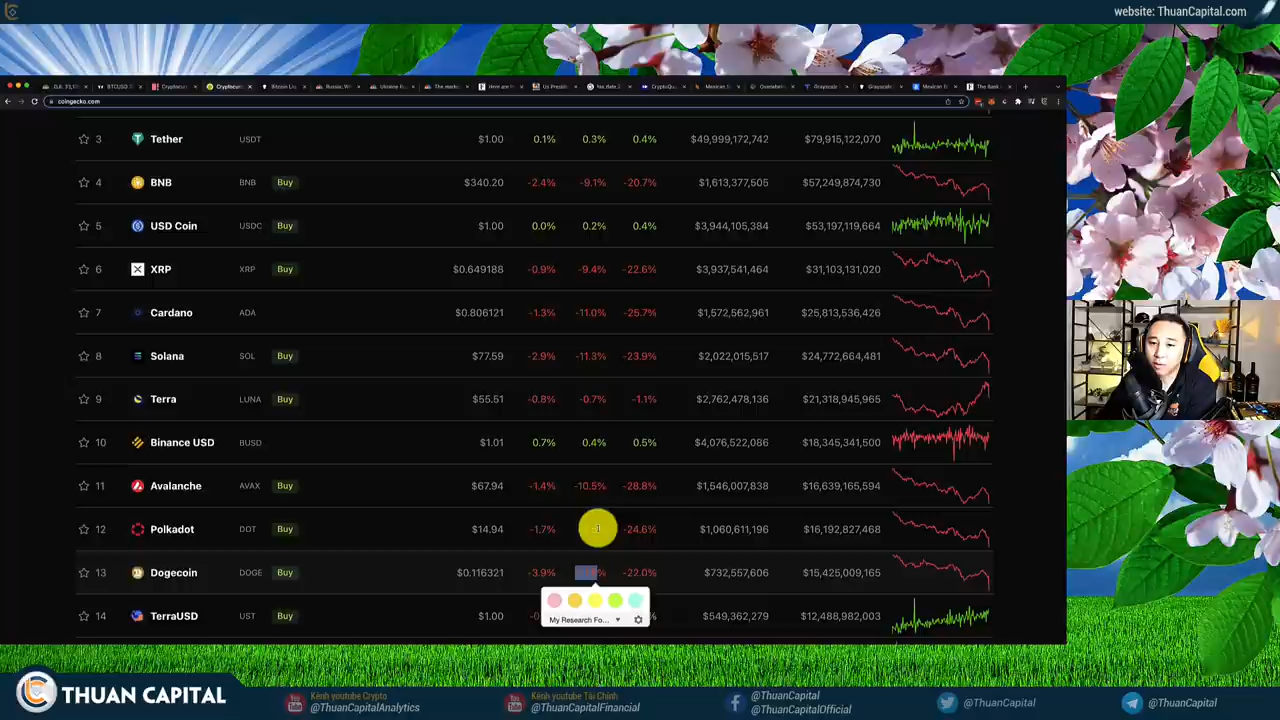 website: ThuanCapital.com
coingecko.com
3 Tether USDT $1.00 0.1% 0.3% 0.4% $49,999,172,742 $79,915,122,070
4 BNB BNB Buy $340.20 -2.4% -9.1% -20.7% $1,613,377,505 $57,249,874,730
5 USD Coin USDC Buy $1.00 0.0% 0.2% 0.4% $3,944,105,384 $53,197,119,664
6 XRP XRP Buy $0.649188 -0.9% -9.4% -22.6% $3,937,541,464 $31,103,131,020
7 Cardano ADA $0.806121 -1.3% -11.0% -25.7% $1,572,562,961 $25,813,536,426
8 Solana SOL Buy $77.59 -2.9% -11.3% -23.9% $2,022,015,517 $24,772,664,481
9 Terra LUNA Buy $55.51 -0.8% -0.7% -1.1% $2,762,478,136 $21,318,945,965
10 Binance USD BUSD Buy $1.01 0.7% 0.4% 0.5% $4,076,522,086 $18,345,341,500
11 Avalanche AVAX Buy $67.94 -1.4% -10.5% -28.8% $1,546,007,838 $16,639,165,594
12 Polkadot DOT Buy $14.94 -1.7% -24.6% $1,060,611,196 $16,192,827,468
13 Dogecoin DOGE Buy $0.116321 -3.9% -22.0% $732,557,606 $15,425,009,165
14 TerraUSD UST Buy $1.00 $549,362,279 $12,488,982,003
My Research Fo...
THUAN CAPITAL
Kênh youtube Crypto
@ThuanCapitalAnalytics
Kênh youtube Tài Chính
@ThuanCapitalFinancial
@ThuanCapital
@ThuanCapitalOfficial
@ThuanCapital
@ThuanCapital